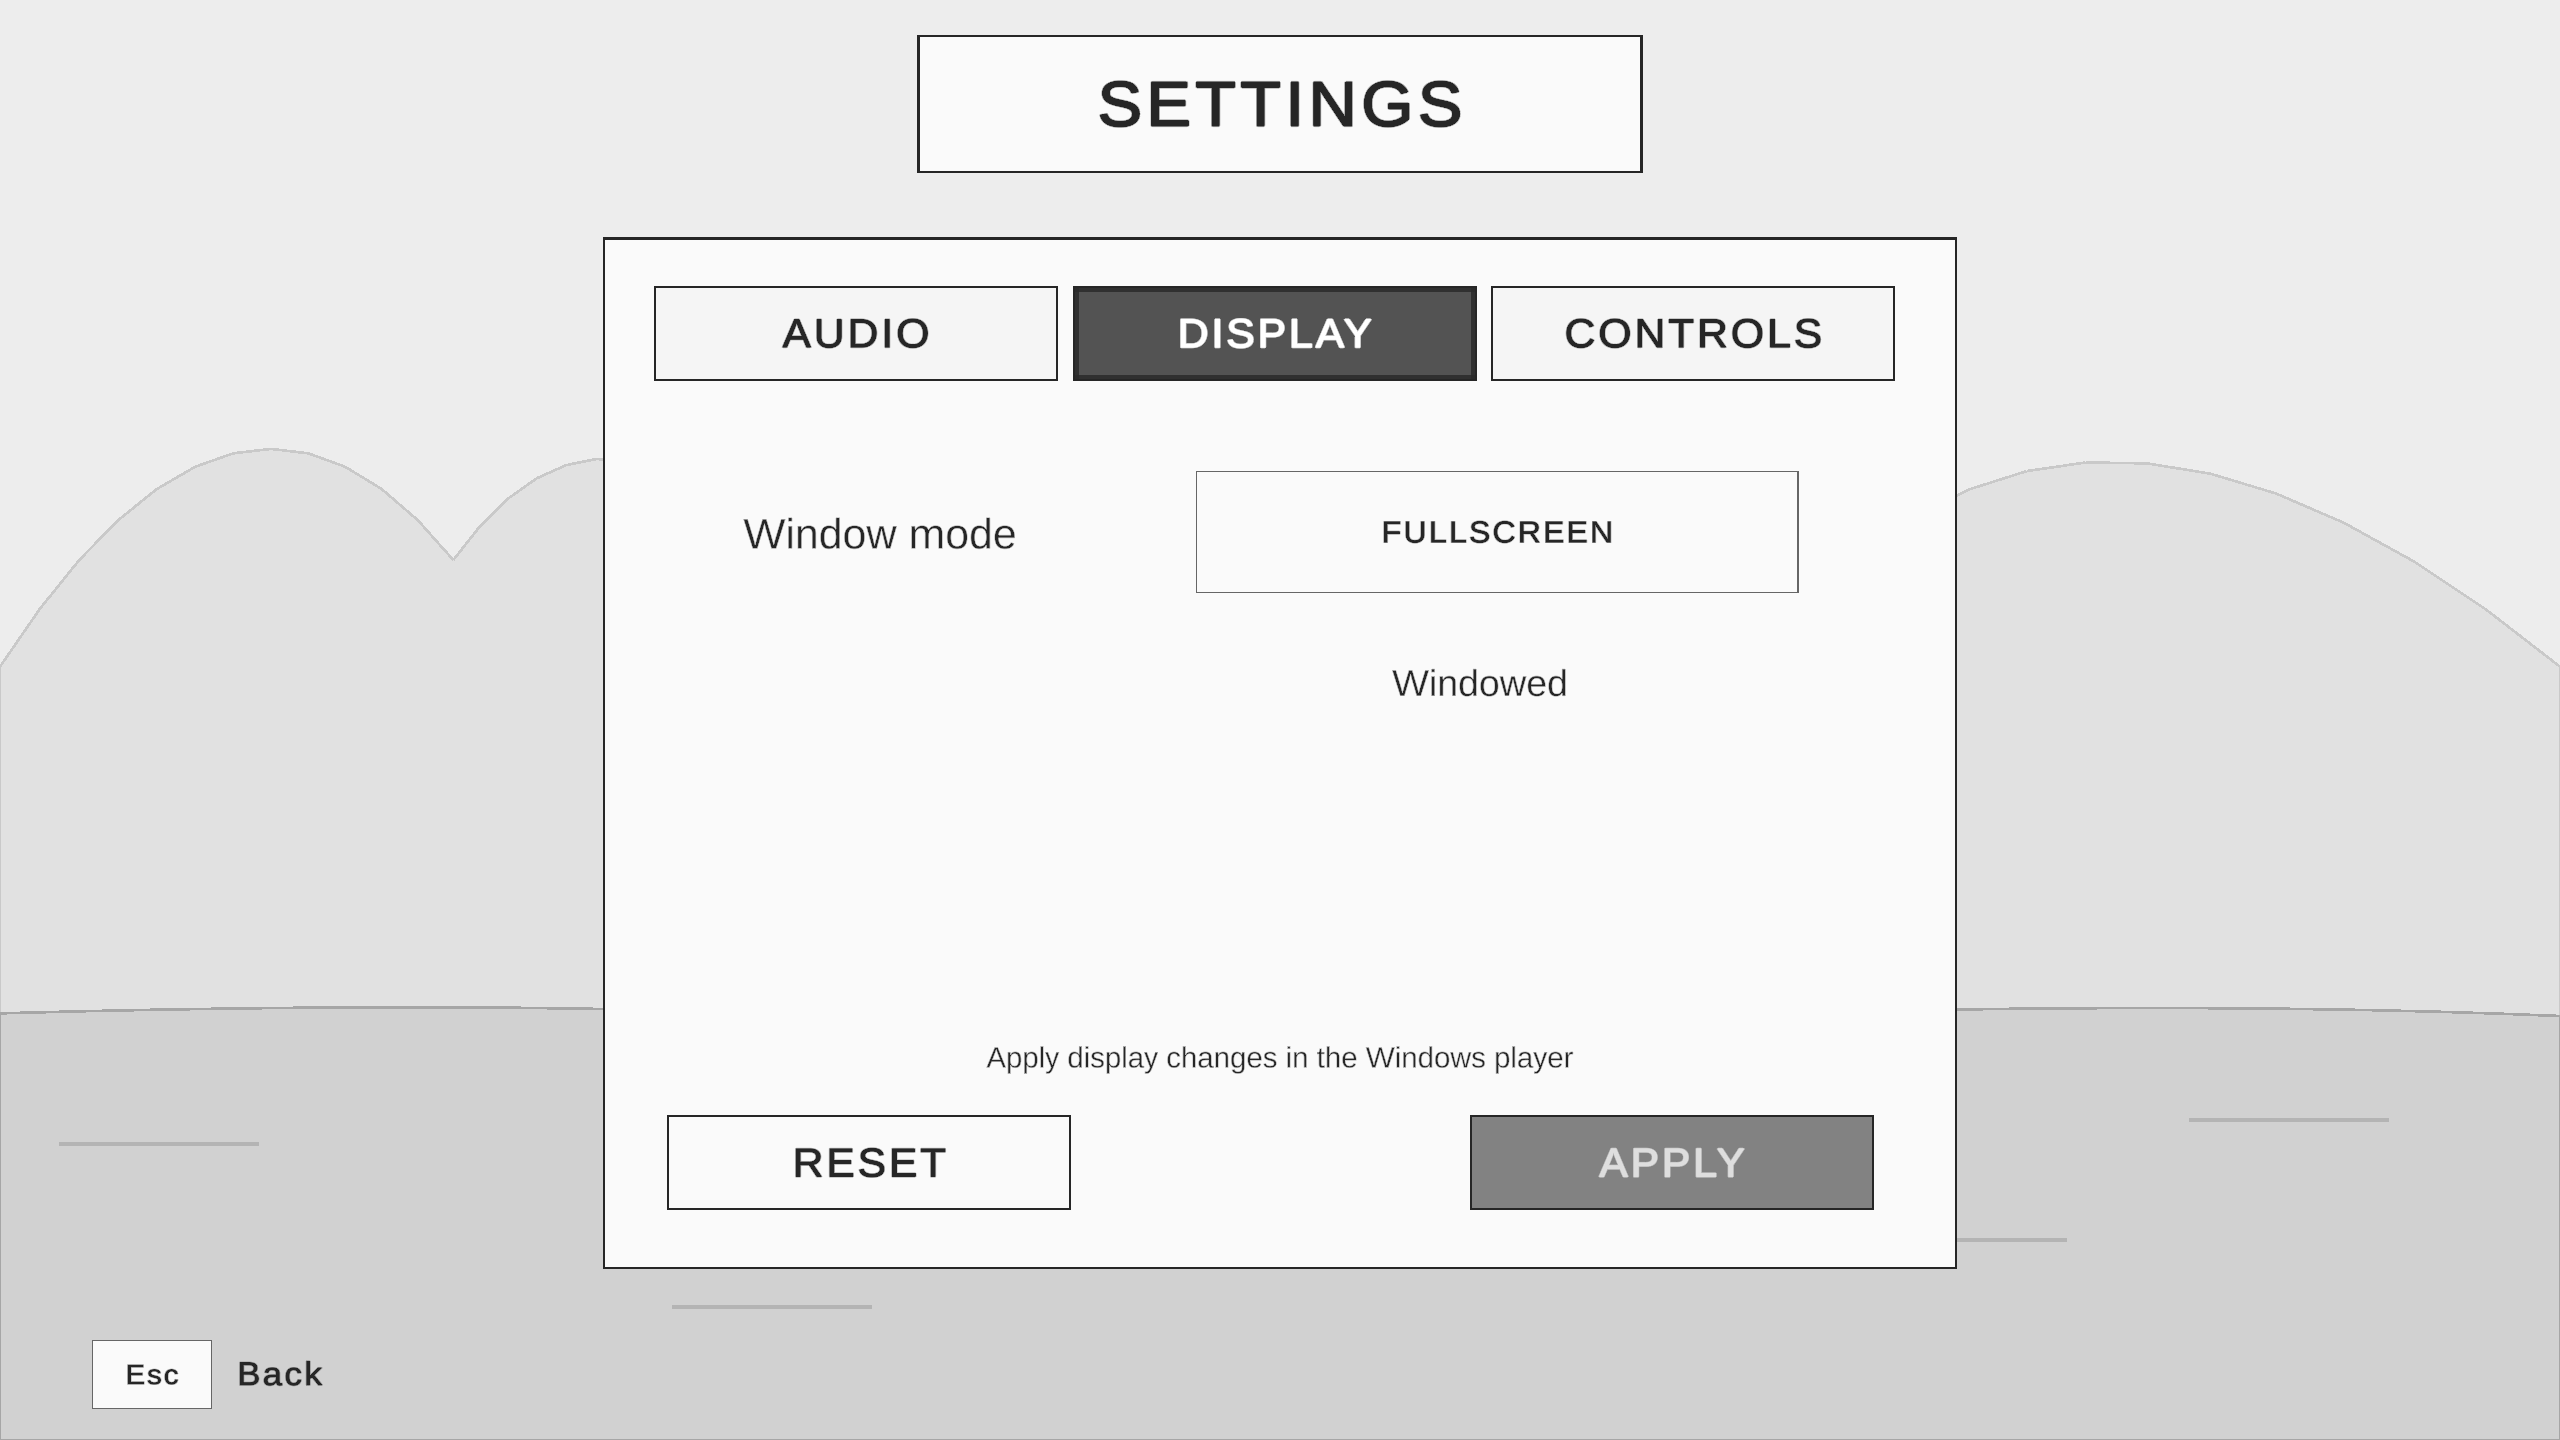 SETTINGS
AUDIO
DISPLAY
CONTROLS
Window mode
FULLSCREEN
Windowed
Apply display changes in the Windows player
RESET
APPLY
Esc
Back